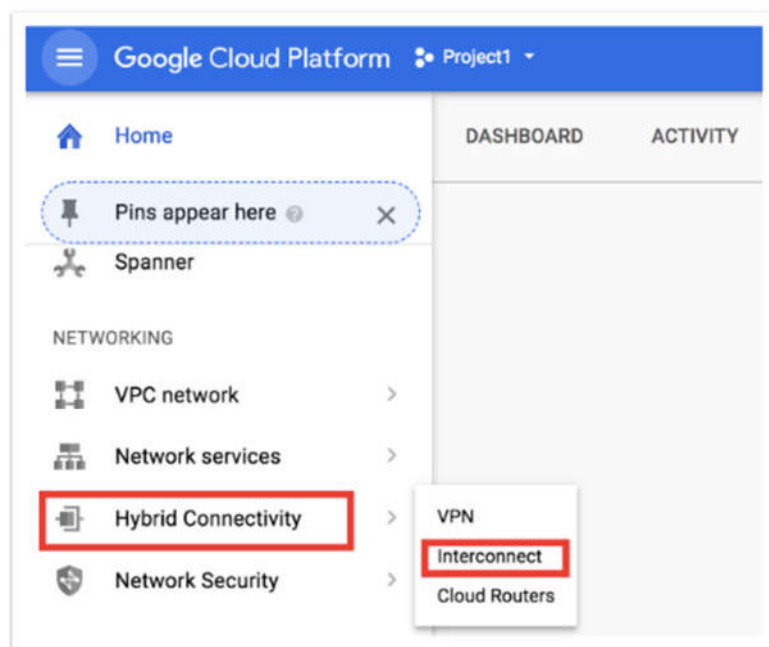 Google Cloud Platform Project1
Home
DASHBOARD ACTIVITY
Pins appear here
Spanner
NETWORKING
VPC network
Network services
Hybrid Connectivity
VPN
Interconnect
Network Security
Cloud Routers